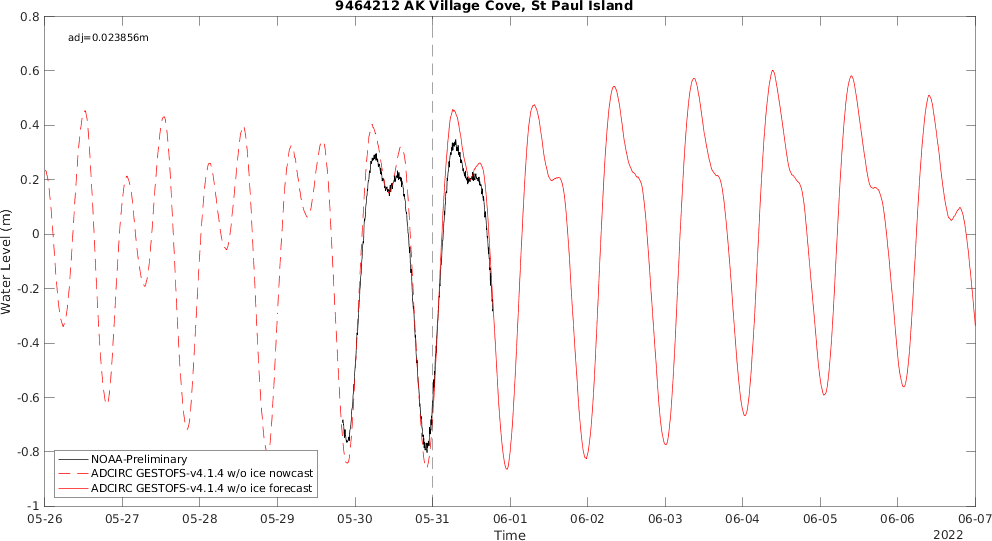 9464212 AK Village Cove, St Paul Island
adj=0.023856m
0.8
0.6
0.4
0.2
0
-0.2
-0.4
-0.6
-0.8
-1
Water Level (m)
NOAA-Preliminary
ADCIRC GESTOFS-v4.1.4 w/o ice nowcast
ADCIRC GESTOFS-v4.1.4 w/o ice forecast
05-26 05-27 05-28 05-29 05-30 05-31 06-01 06-02 06-03 06-04 06-05 06-06 06-07
Time
2022